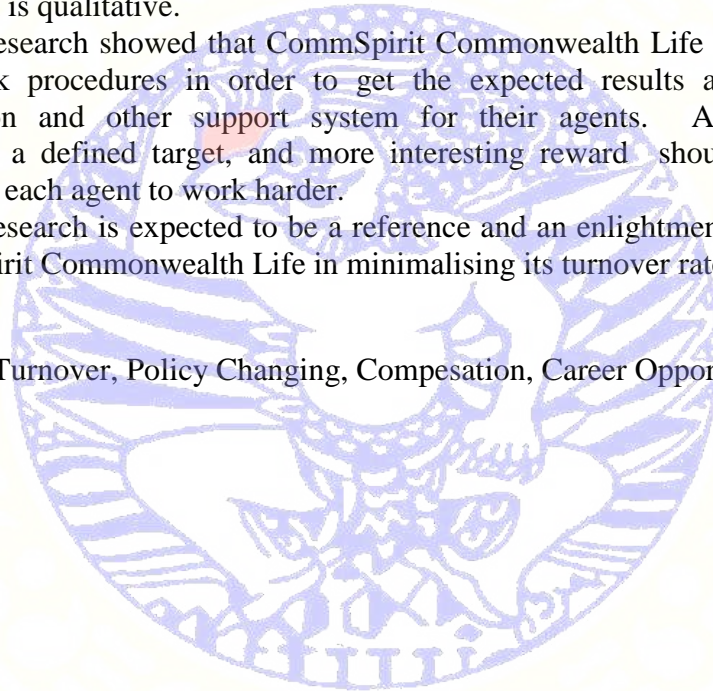 is qualitative.
esearch showed that CommSpirit Commonwealth Life
k procedures in order to get the expected results a
on and other support system for their agents. A
a defined target, and more interesting reward shou
each agent to work harder.
esearch is expected to be a reference and an enlightmen
irit Commonwealth Life in minimalising its turnover rat
Turnover, Policy Changing, Compesation, Career Oppor